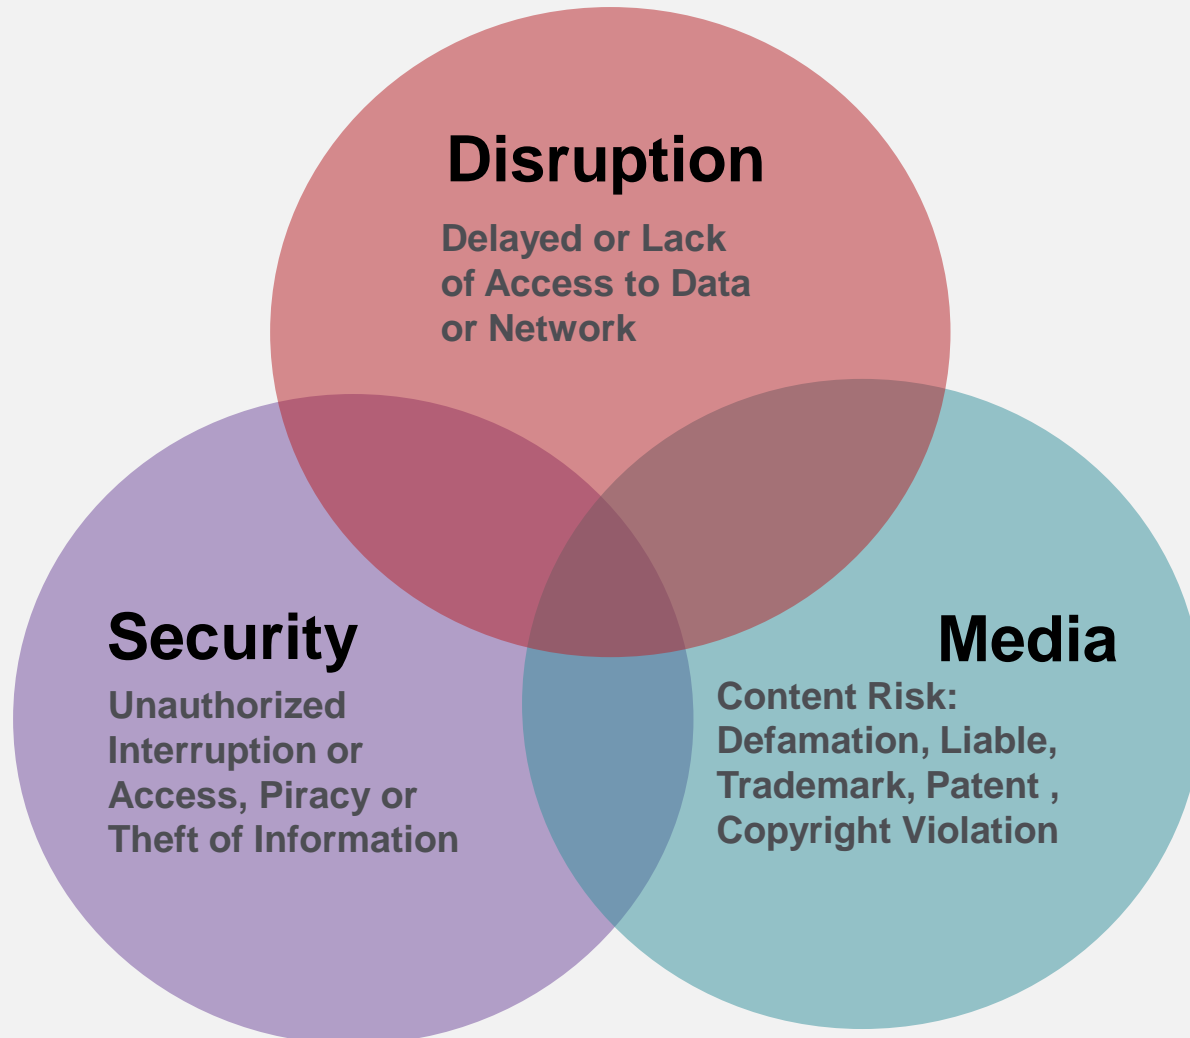 Disruption
Delayed or Lack
of Access to Data
or Network
Security
Unauthorized
Interruption or
Access, Piracy or
Theft of Information
Media
Content Risk:
Defamation, Liable,
Trademark, Patent ,
Copyright Violation